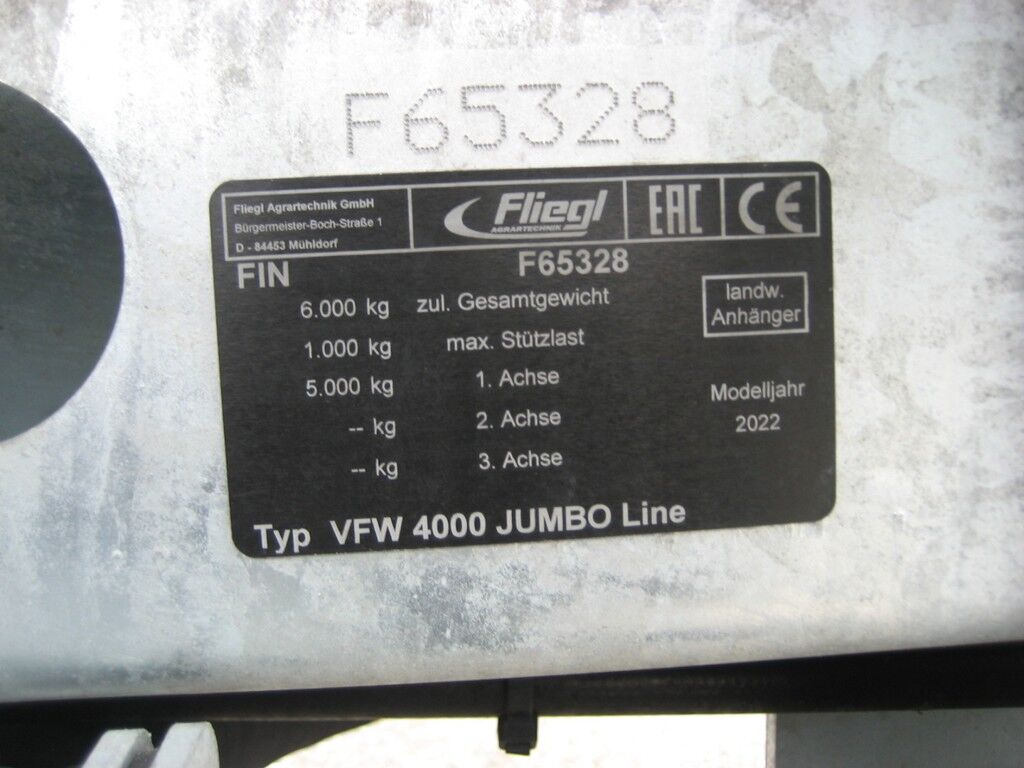 F65328
Fliegl Agrartechnik GmbH
Bürgermeister-Boch-Straße 1
D - 84453 Mühldorf
Fliegl
AGRARTECHNIK
EAC
CE
FIN F65328
6.000 kg zul. Gesamtgewicht
1.000 kg max. Stützlast
5.000 kg 1. Achse
-- kg 2. Achse
-- kg 3. Achse
landw.
Anhänger
Modelljahr
2022
Typ VFW 4000 JUMBO Line